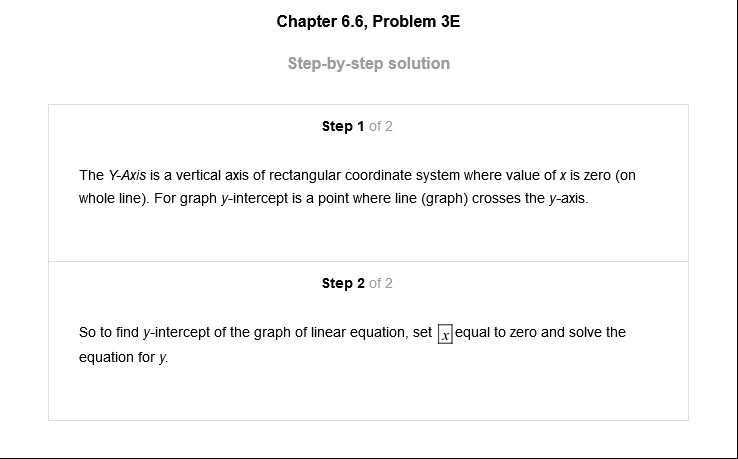 Chapter 6.6, Problem 3E
Step-by-step solution
Step 1 of 2
The Y-Axis is a vertical axis of rectangular coordinate system where value of x is zero (on
whole line). For graph y-intercept is a point where line (graph) crosses the y-axis.
Step 2 of 2
So to find y-intercept of the graph of linear equation, set x equal to zero and solve the
equation for y.